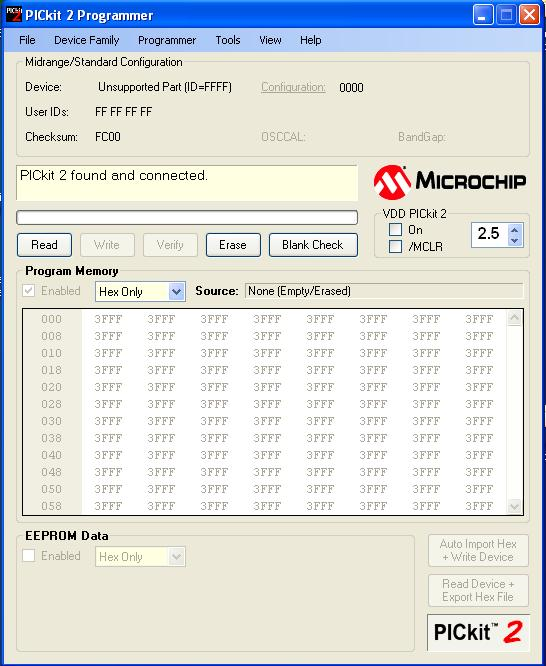 PICkit 2 Programmer
File Device Family Programmer Tools View Help
Midrange/Standard Configuration
Device: Unsupported Part (ID=FFFF) Configuration: 0000
User IDs: FF FF FF FF
Checksum: FC00 OSCCAL: BandGap:
PICkit 2 found and connected.
MICROCHIP
VDD PICkit 2
On
/MCLR
2.5
Read Write Verify Erase Blank Check
Program Memory
Enabled Hex Only Source: None (Empty/Erased)
000 3FFF 3FFF 3FFF 3FFF 3FFF 3FFF 3FFF 3FFF
008 3FFF 3FFF 3FFF 3FFF 3FFF 3FFF 3FFF 3FFF
010 3FFF 3FFF 3FFF 3FFF 3FFF 3FFF 3FFF 3FFF
018 3FFF 3FFF 3FFF 3FFF 3FFF 3FFF 3FFF 3FFF
020 3FFF 3FFF 3FFF 3FFF 3FFF 3FFF 3FFF 3FFF
028 3FFF 3FFF 3FFF 3FFF 3FFF 3FFF 3FFF 3FFF
030 3FFF 3FFF 3FFF 3FFF 3FFF 3FFF 3FFF 3FFF
038 3FFF 3FFF 3FFF 3FFF 3FFF 3FFF 3FFF 3FFF
040 3FFF 3FFF 3FFF 3FFF 3FFF 3FFF 3FFF 3FFF
048 3FFF 3FFF 3FFF 3FFF 3FFF 3FFF 3FFF 3FFF
050 3FFF 3FFF 3FFF 3FFF 3FFF 3FFF 3FFF 3FFF
058 3FFF 3FFF 3FFF 3FFF 3FFF 3FFF 3FFF 3FFF
EEPROM Data
Enabled Hex Only
Auto Import Hex
+ Write Device
Read Device +
Export Hex File
PICkit™ 2